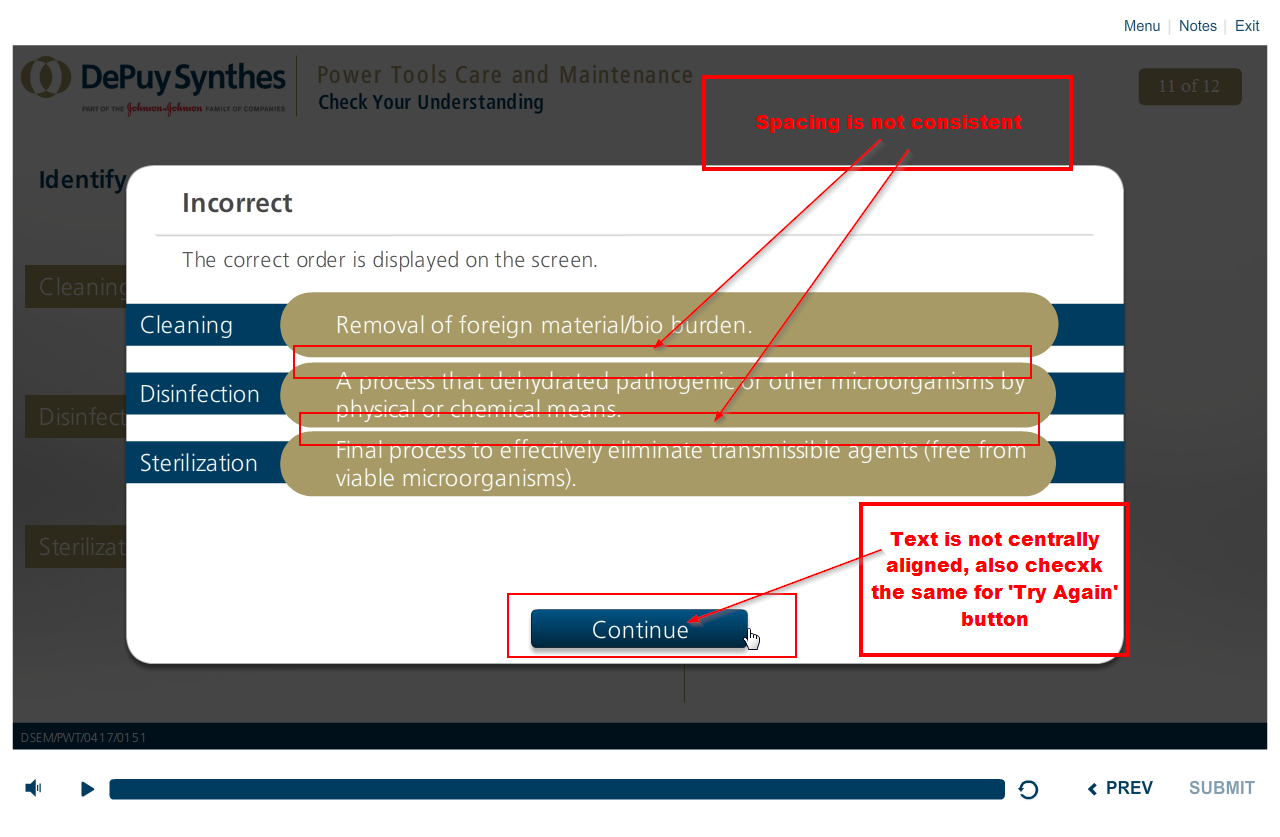 Menu | Notes | Exit
DePuy Synthes
PART OF THE Johnson & Johnson FAMILY OF COMPANIES
Power Tools Care and Maintenance
Check Your Understanding
11 of 12
Spacing is not consistent
Identify
Incorrect
The correct order is displayed on the screen.
Cleaning
Cleaning
Removal of foreign material/bio burden.
Disinfection
A process that dehydrated pathogenic or other microorganisms by
physical or chemical means.
Disinfect
Sterilization
Final process to effectively eliminate transmissible agents (free from
viable microorganisms).
Sterilizat
Text is not centrally
aligned, also checxk
the same for 'Try Again'
button
Continue
DSEM/PWT/0417/0151
PREV
SUBMIT